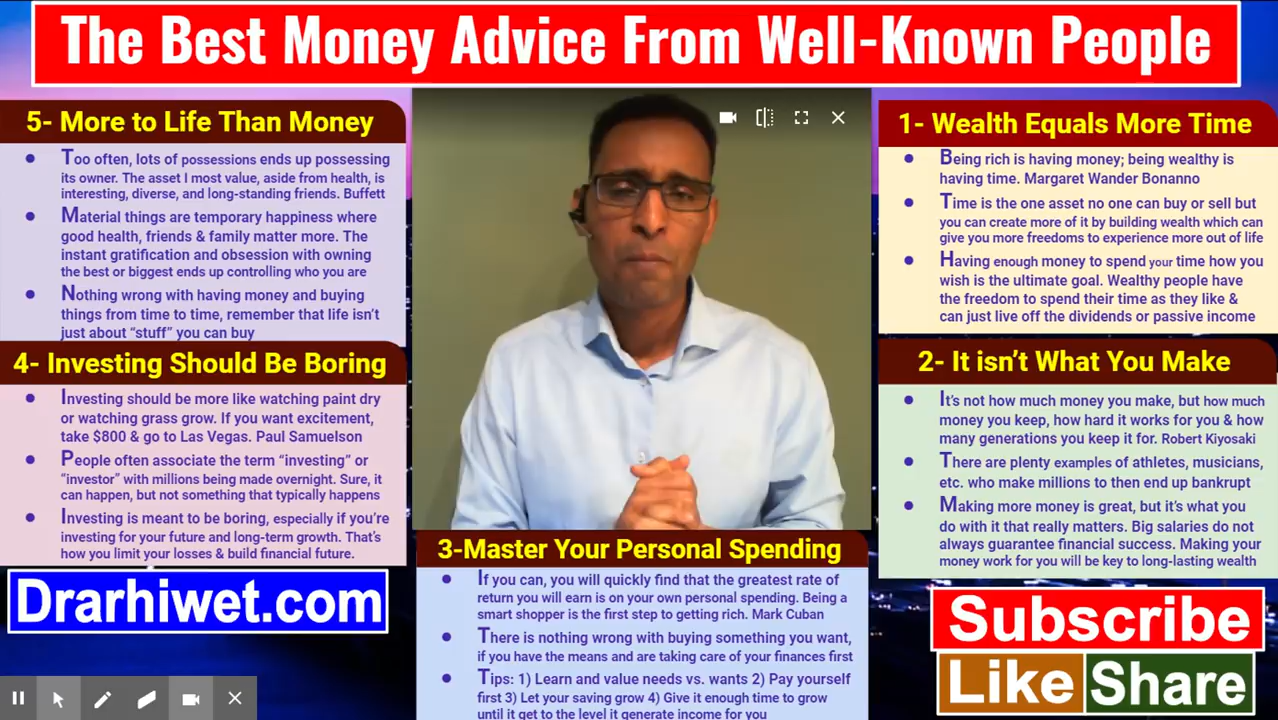 The Best Money Advice From Well-Known People
5- More to Life Than Money
Too often, lots of possessions ends up possessing
its owner. The asset I most value, aside from health, is
interesting, diverse, and long-standing friends. Buffett
Material things are temporary happiness where
good health, friends & family matter more. The
instant gratification and obsession with owning
the best or biggest ends up controlling who you are
Nothing wrong with having money and buying
things from time to time, remember that life isn't
just about “stuff” you can buy
4- Investing Should Be Boring
Investing should be more like watching paint dry
or watching grass grow. If you want excitement,
take $800 & go to Las Vegas. Paul Samuelson
People often associate the term “investing” or
“investor” with millions being made overnight. Sure, it
can happen, but not something that typically happens
Investing is meant to be boring, especially if you're
investing for your future and long-term growth. That's
how you limit your losses & build financial future.
Drarhiwet.com
3-Master Your Personal Spending
If you can, you will quickly find that the greatest rate of
return you will earn is on your own personal spending. Being a
smart shopper is the first step to getting rich. Mark Cuban
There is nothing wrong with buying something you want,
if you have the means and are taking care of your finances first
Tips: 1) Learn and value needs vs. wants 2) Pay yourself
first 3) Let your saving grow 4) Give it enough time to grow
until it get to the level it generate income for you
1- Wealth Equals More Time
Being rich is having money; being wealthy is
having time. Margaret Wander Bonanno
Time is the one asset no one can buy or sell but
you can create more of it by building wealth which can
give you more freedoms to experience more out of life
Having enough money to spend your time how you
wish is the ultimate goal. Wealthy people have
the freedom to spend their time as they like &
can just live off the dividends or passive income
2- It isn't What You Make
It's not how much money you make, but how much
money you keep, how hard it works for you & how
many generations you keep it for. Robert Kiyosaki
There are plenty examples of athletes, musicians,
etc. who make millions to then end up bankrupt
Making more money is great, but it's what you
do with it that really matters. Big salaries do not
always guarantee financial success. Making your
money work for you will be key to long-lasting wealth
Subscribe
Like Share